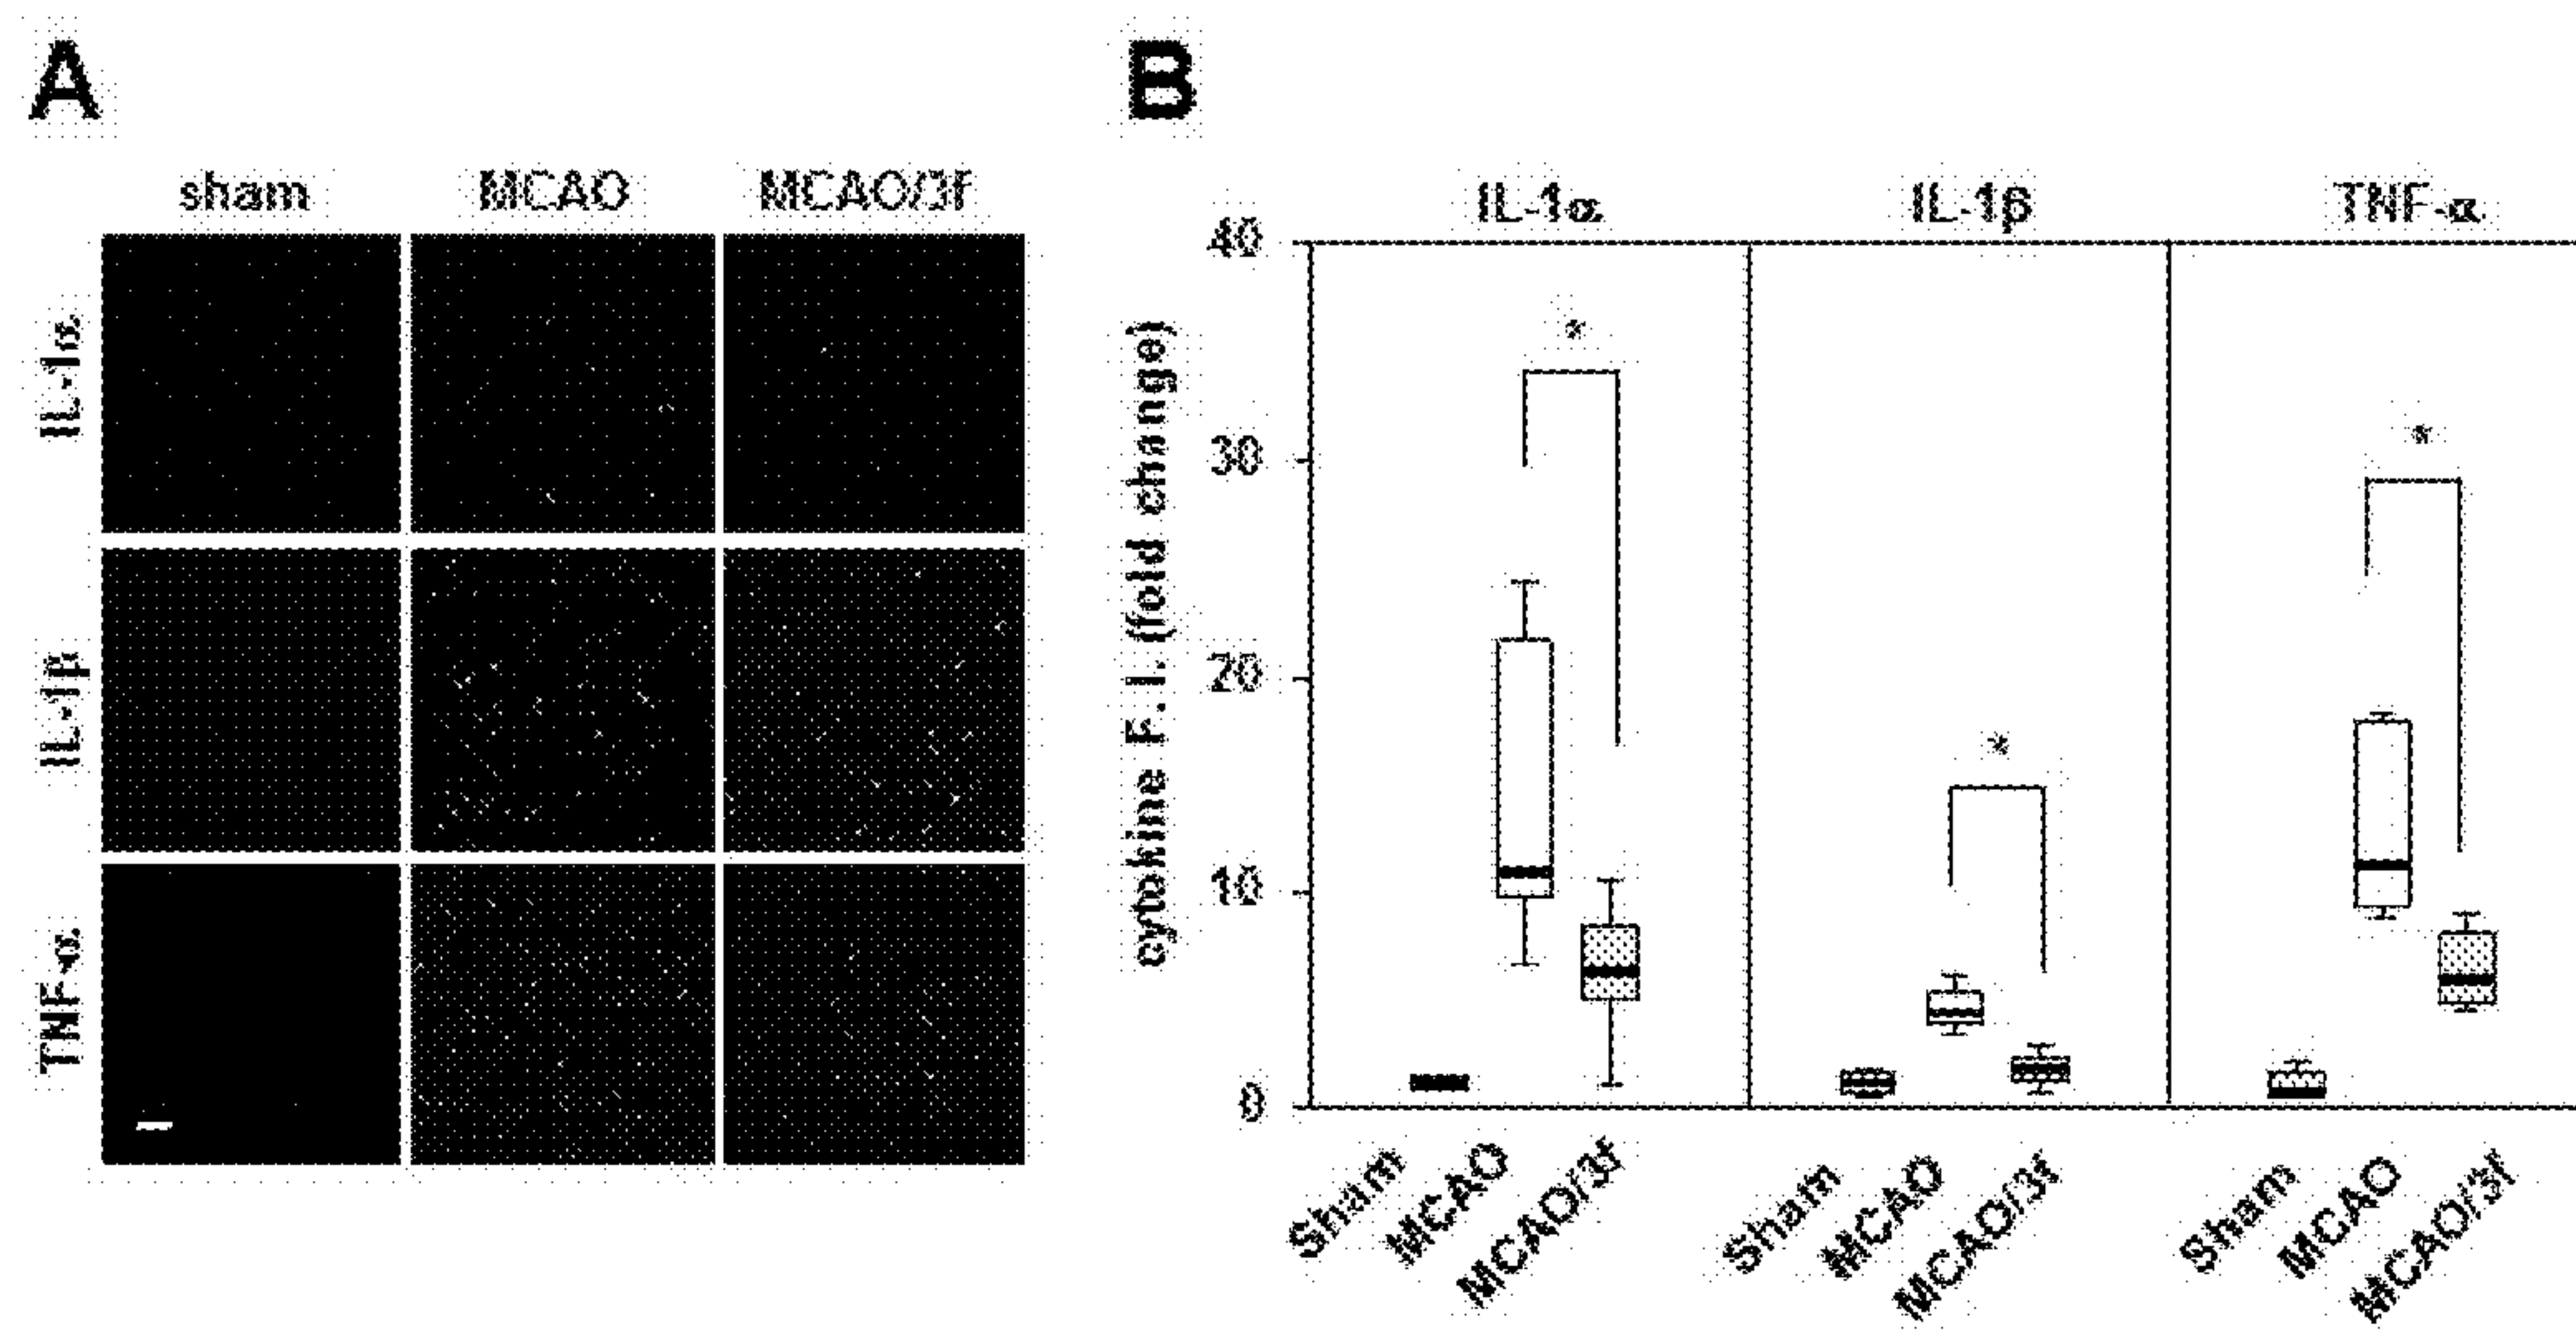 A
sham MCAO MCAO/3f
IL-1α
IL-1β
TNF-α
B
IL-1α IL-1β TNF-α
cytokine F. I. (fold change)
40
30
20
10
0
* * *
Sham MCAO MCAO/3f Sham MCAO MCAO/3f Sham MCAO MCAO/3f